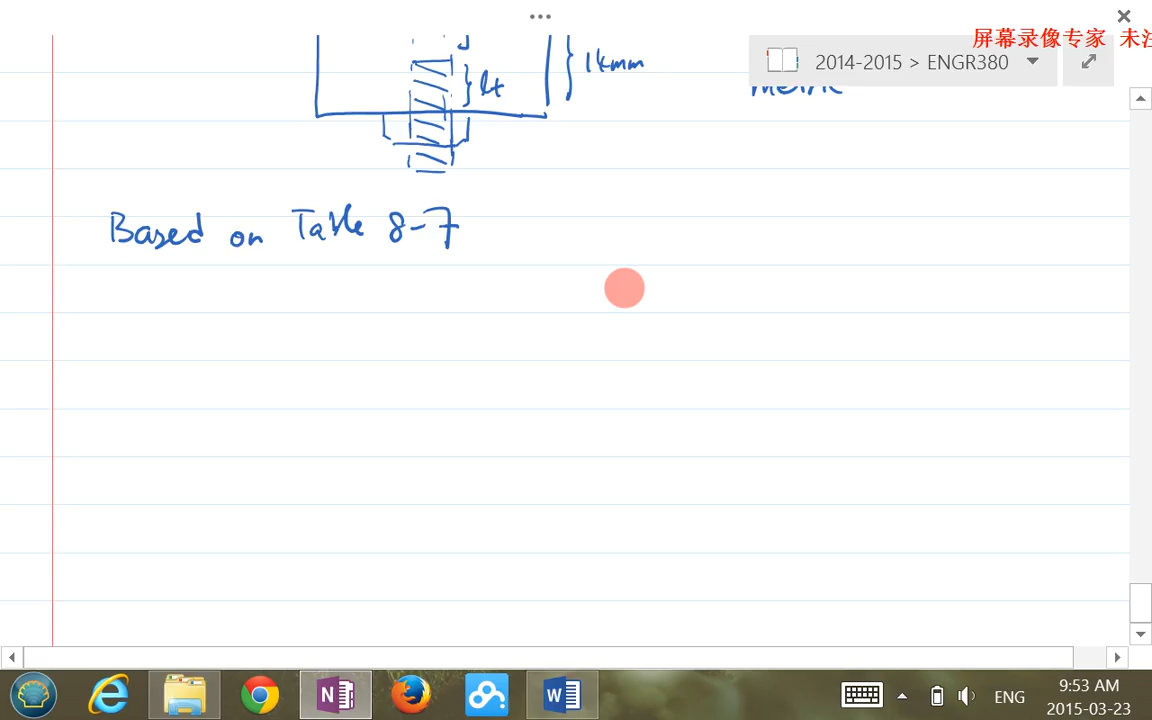 屏幕录像专家 未
2014-2015 > ENGR380
14mm
lt
Metric
Based on Table 8-7
ENG
9:53 AM
2015-03-23